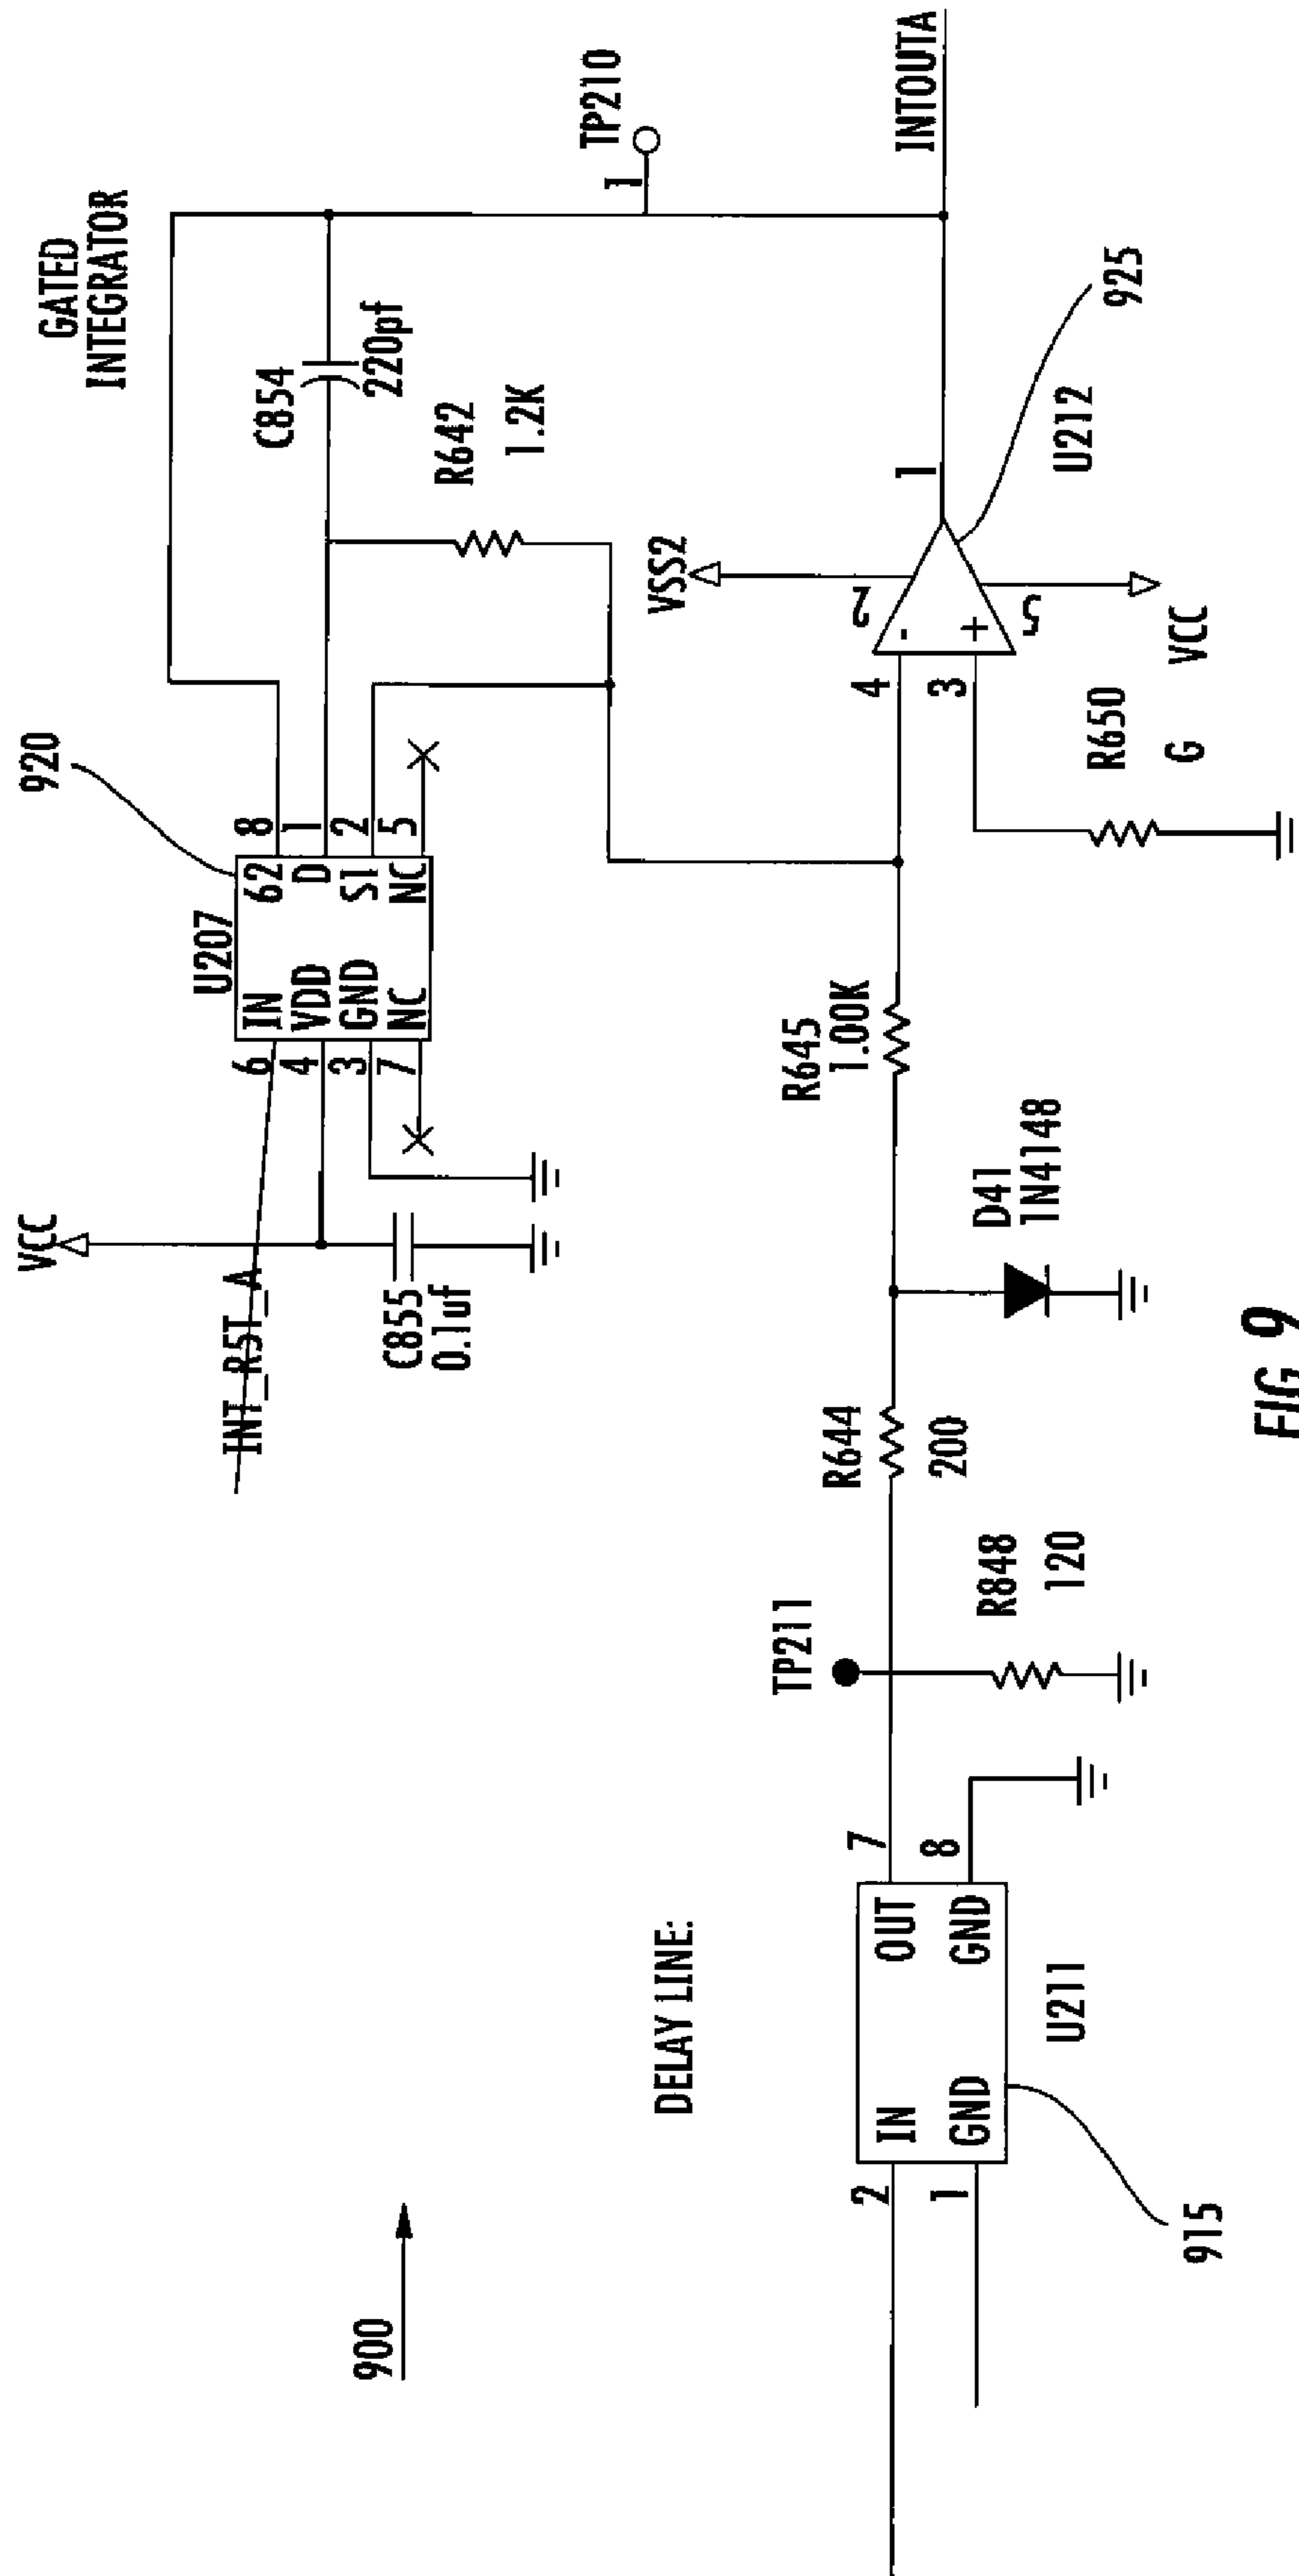 GATED
INTEGRATOR
VCC
920
INT_R5T_A
U207
6
IN
62
8
4
VDD
D
1
3
GND
SI
2
7
NC
NC
5
C854
220pf
R642
1.2K
TP210
1
C855
0.1uf
900
DELAY LINE:
VSS2
2
TP211
R644
200
R645
1.00K
4
-
3
+
5
1
INTOUTA
2
IN
OUT
7
1
GND
GND
8
U211
915
R848
120
D41
1N4148
R650
G
VCC
U212
925
FIG. 9